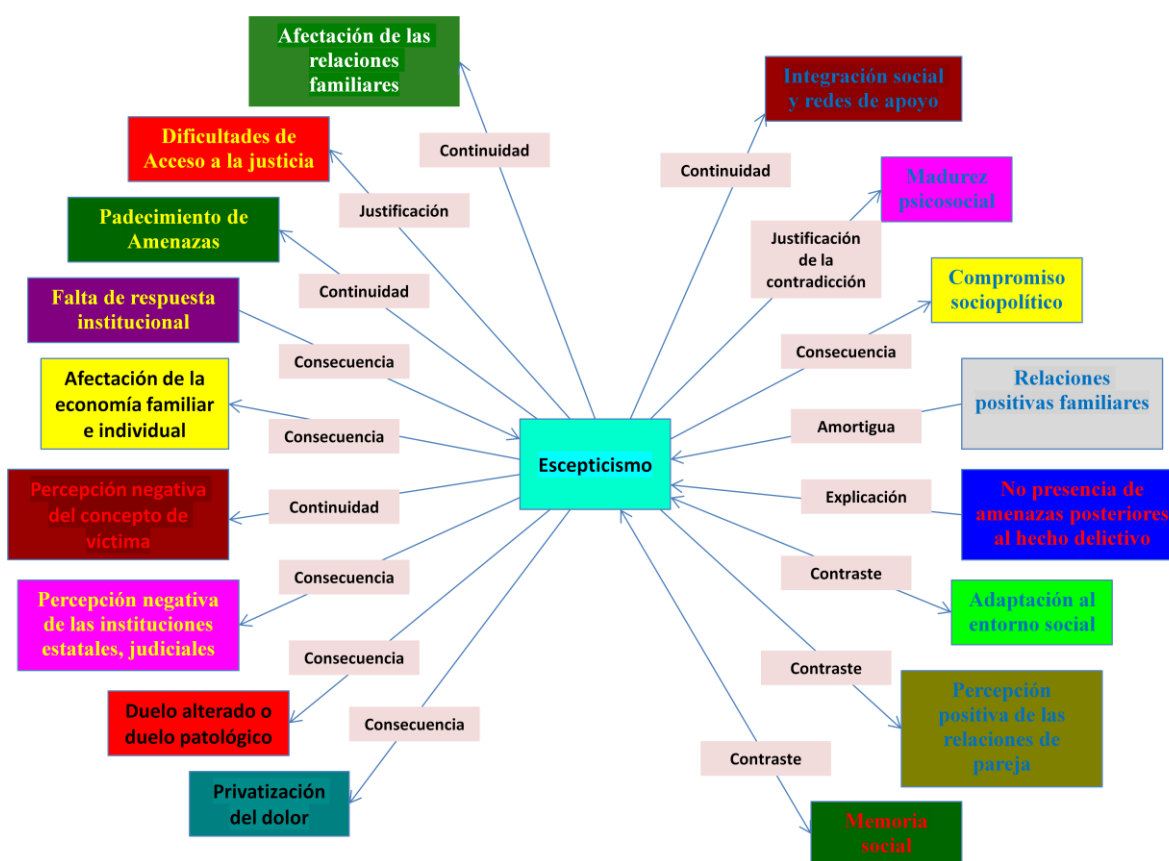 Afectación de las
relaciones
familiares
Integración social
y redes de apoyo
Dificultades de
Acceso a la justicia
Continuidad
Continuidad
Madurez
psicosocial
Padecimiento de
Amenazas
Justificación
Justificación
de la
contradicción
Compromiso
sociopolítico
Falta de respuesta
institucional
Continuidad
Consecuencia
Consecuencia
Afectación de la
economía familiar
e individual
Relaciones
positivas familiares
Consecuencia
Amortigua
Escepticismo
Percepción negativa
del concepto de
víctima
Continuidad
Explicación
No presencia de
amenazas posteriores
al hecho delictivo
Consecuencia
Contraste
Percepción negativa
de las instituciones
estatales, judiciales
Adaptación al
entorno social
Consecuencia
Contraste
Duelo alterado o
duelo patológico
Consecuencia
Percepción
positiva de las
relaciones de
pareja
Contraste
Privatización
del dolor
Memoria
social